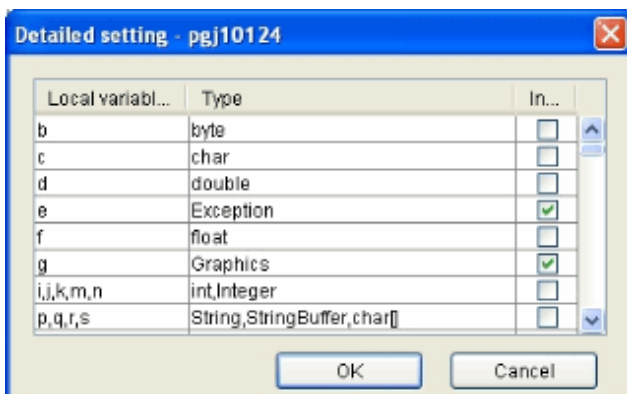 Detailed setting - pgj10124
Local variabl... Type In...
b byte
c char
d double
e Exception
f float
g Graphics
i,j,k,m,n int,Integer
p,q,r,s String,StringBuffer,char[]
OK Cancel